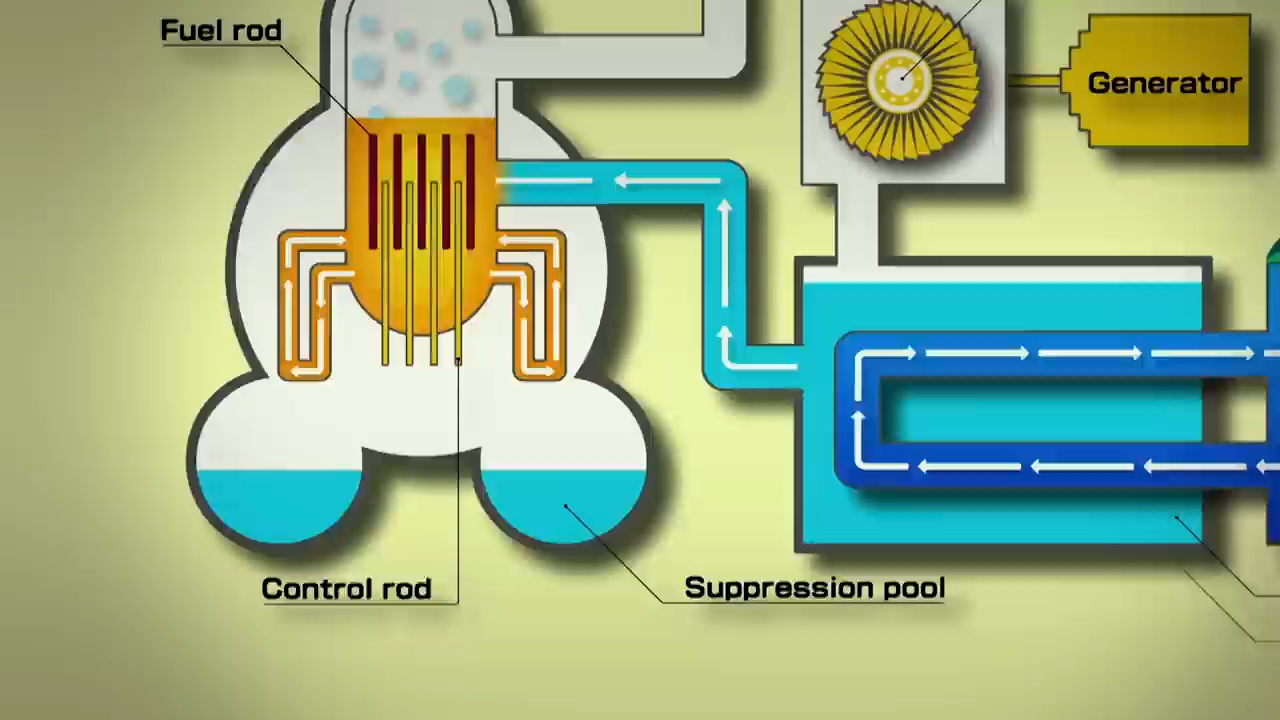 Fuel rod
Generator
Control rod
Suppression pool